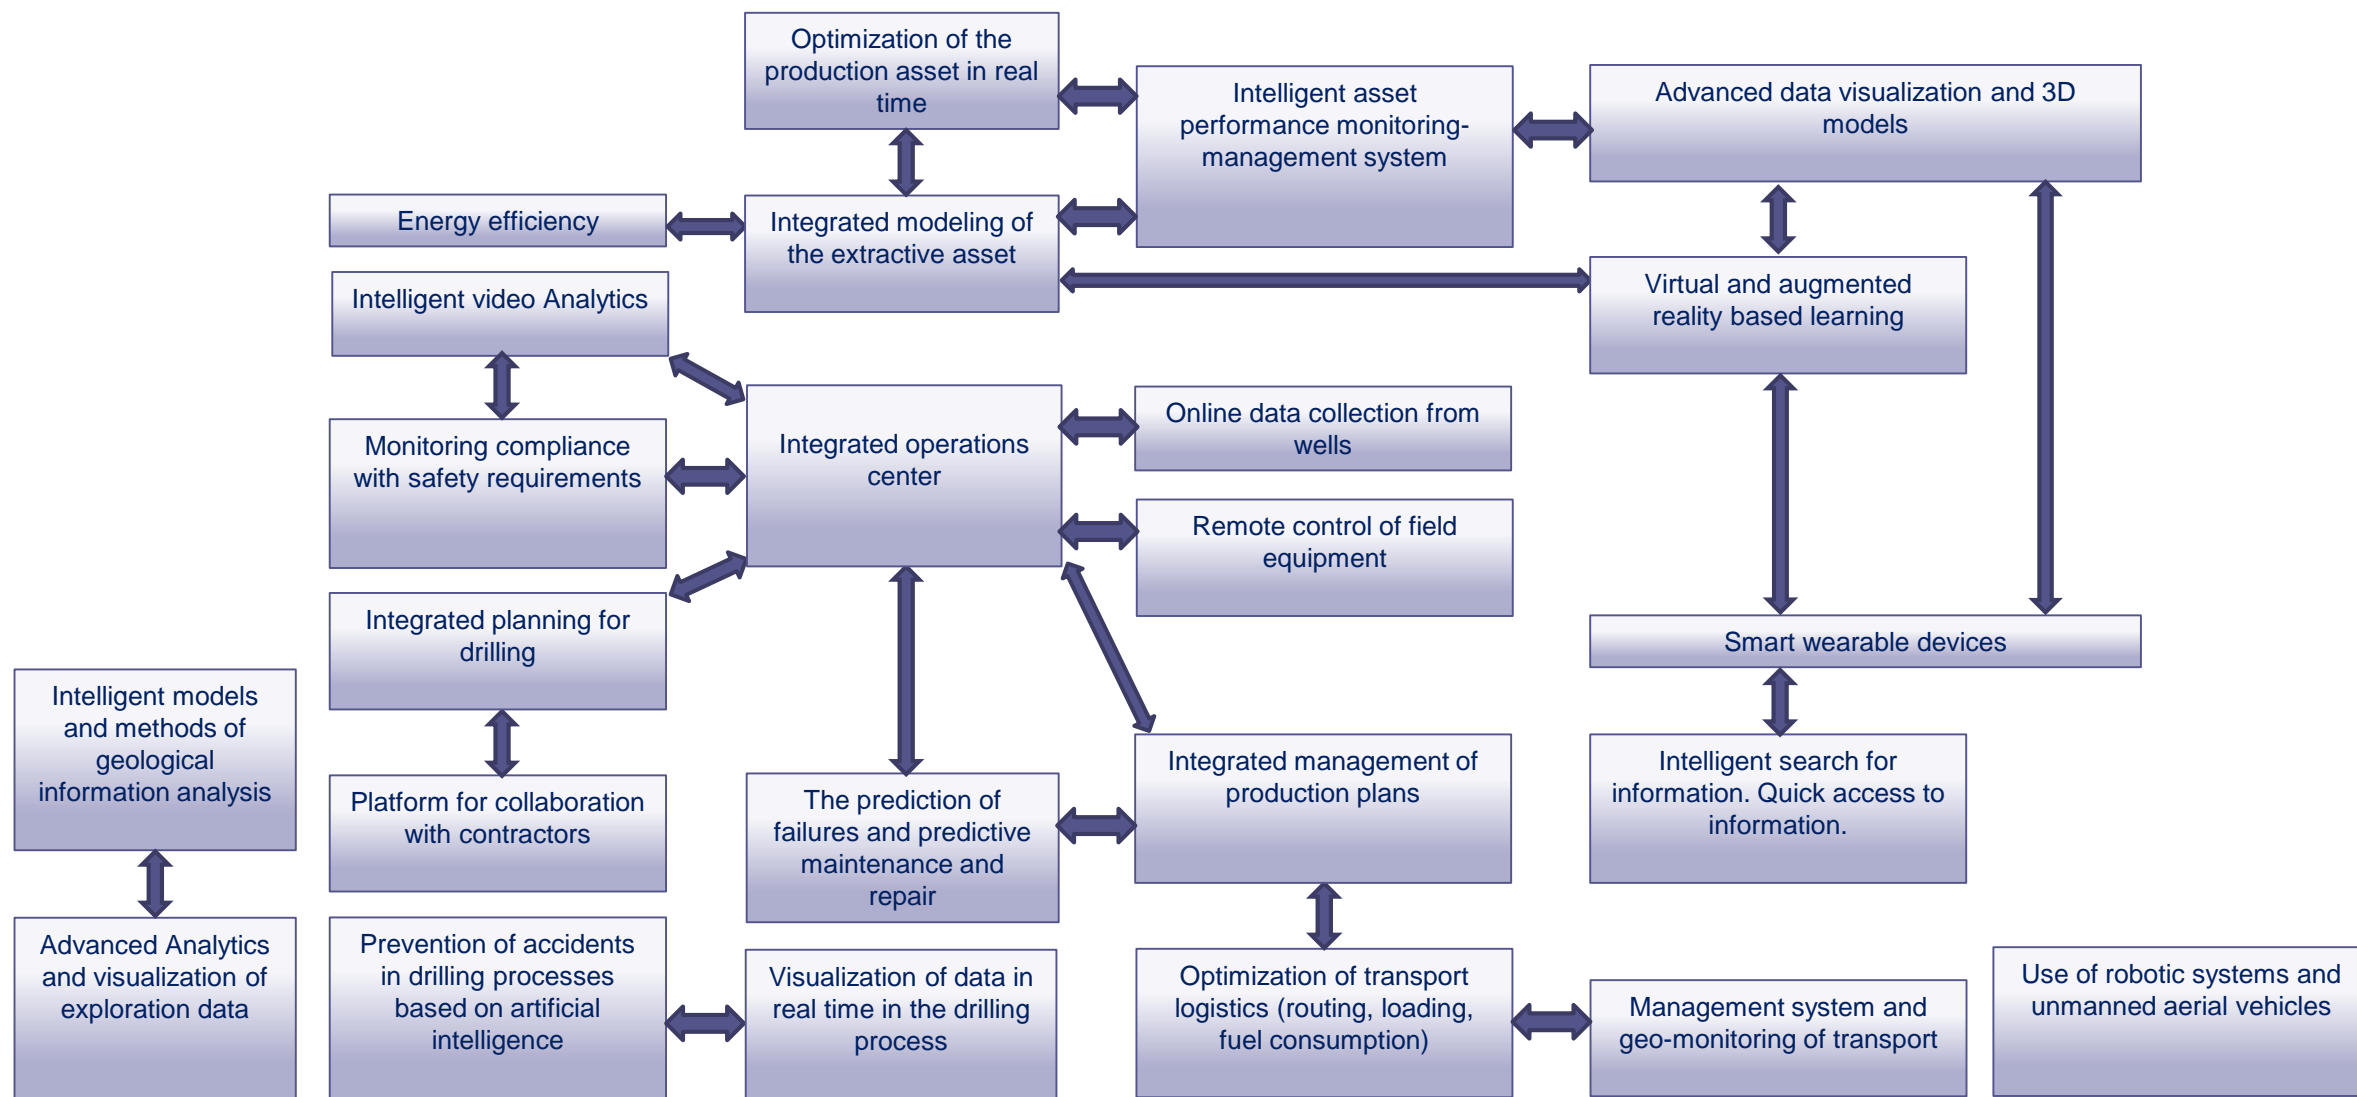 Optimization of the
production asset in real
time
Intelligent asset
performance monitoring-
management system
Advanced data visualization and 3D
models
Energy efficiency
Integrated modeling of
the extractive asset
Intelligent video Analytics
Virtual and augmented
reality based learning
Monitoring compliance
with safety requirements
Integrated operations
center
Online data collection from
wells
Remote control of field
equipment
Integrated planning for
drilling
Smart wearable devices
Intelligent models
and methods of
geological
information analysis
Platform for collaboration
with contractors
The prediction of
failures and predictive
maintenance and
repair
Integrated management of
production plans
Intelligent search for
information. Quick access to
information.
Advanced Analytics
and visualization of
exploration data
Prevention of accidents
in drilling processes
based on artificial
intelligence
Visualization of data in
real time in the drilling
process
Optimization of transport
logistics (routing, loading,
fuel consumption)
Management system and
geo-monitoring of transport
Use of robotic systems and
unmanned aerial vehicles